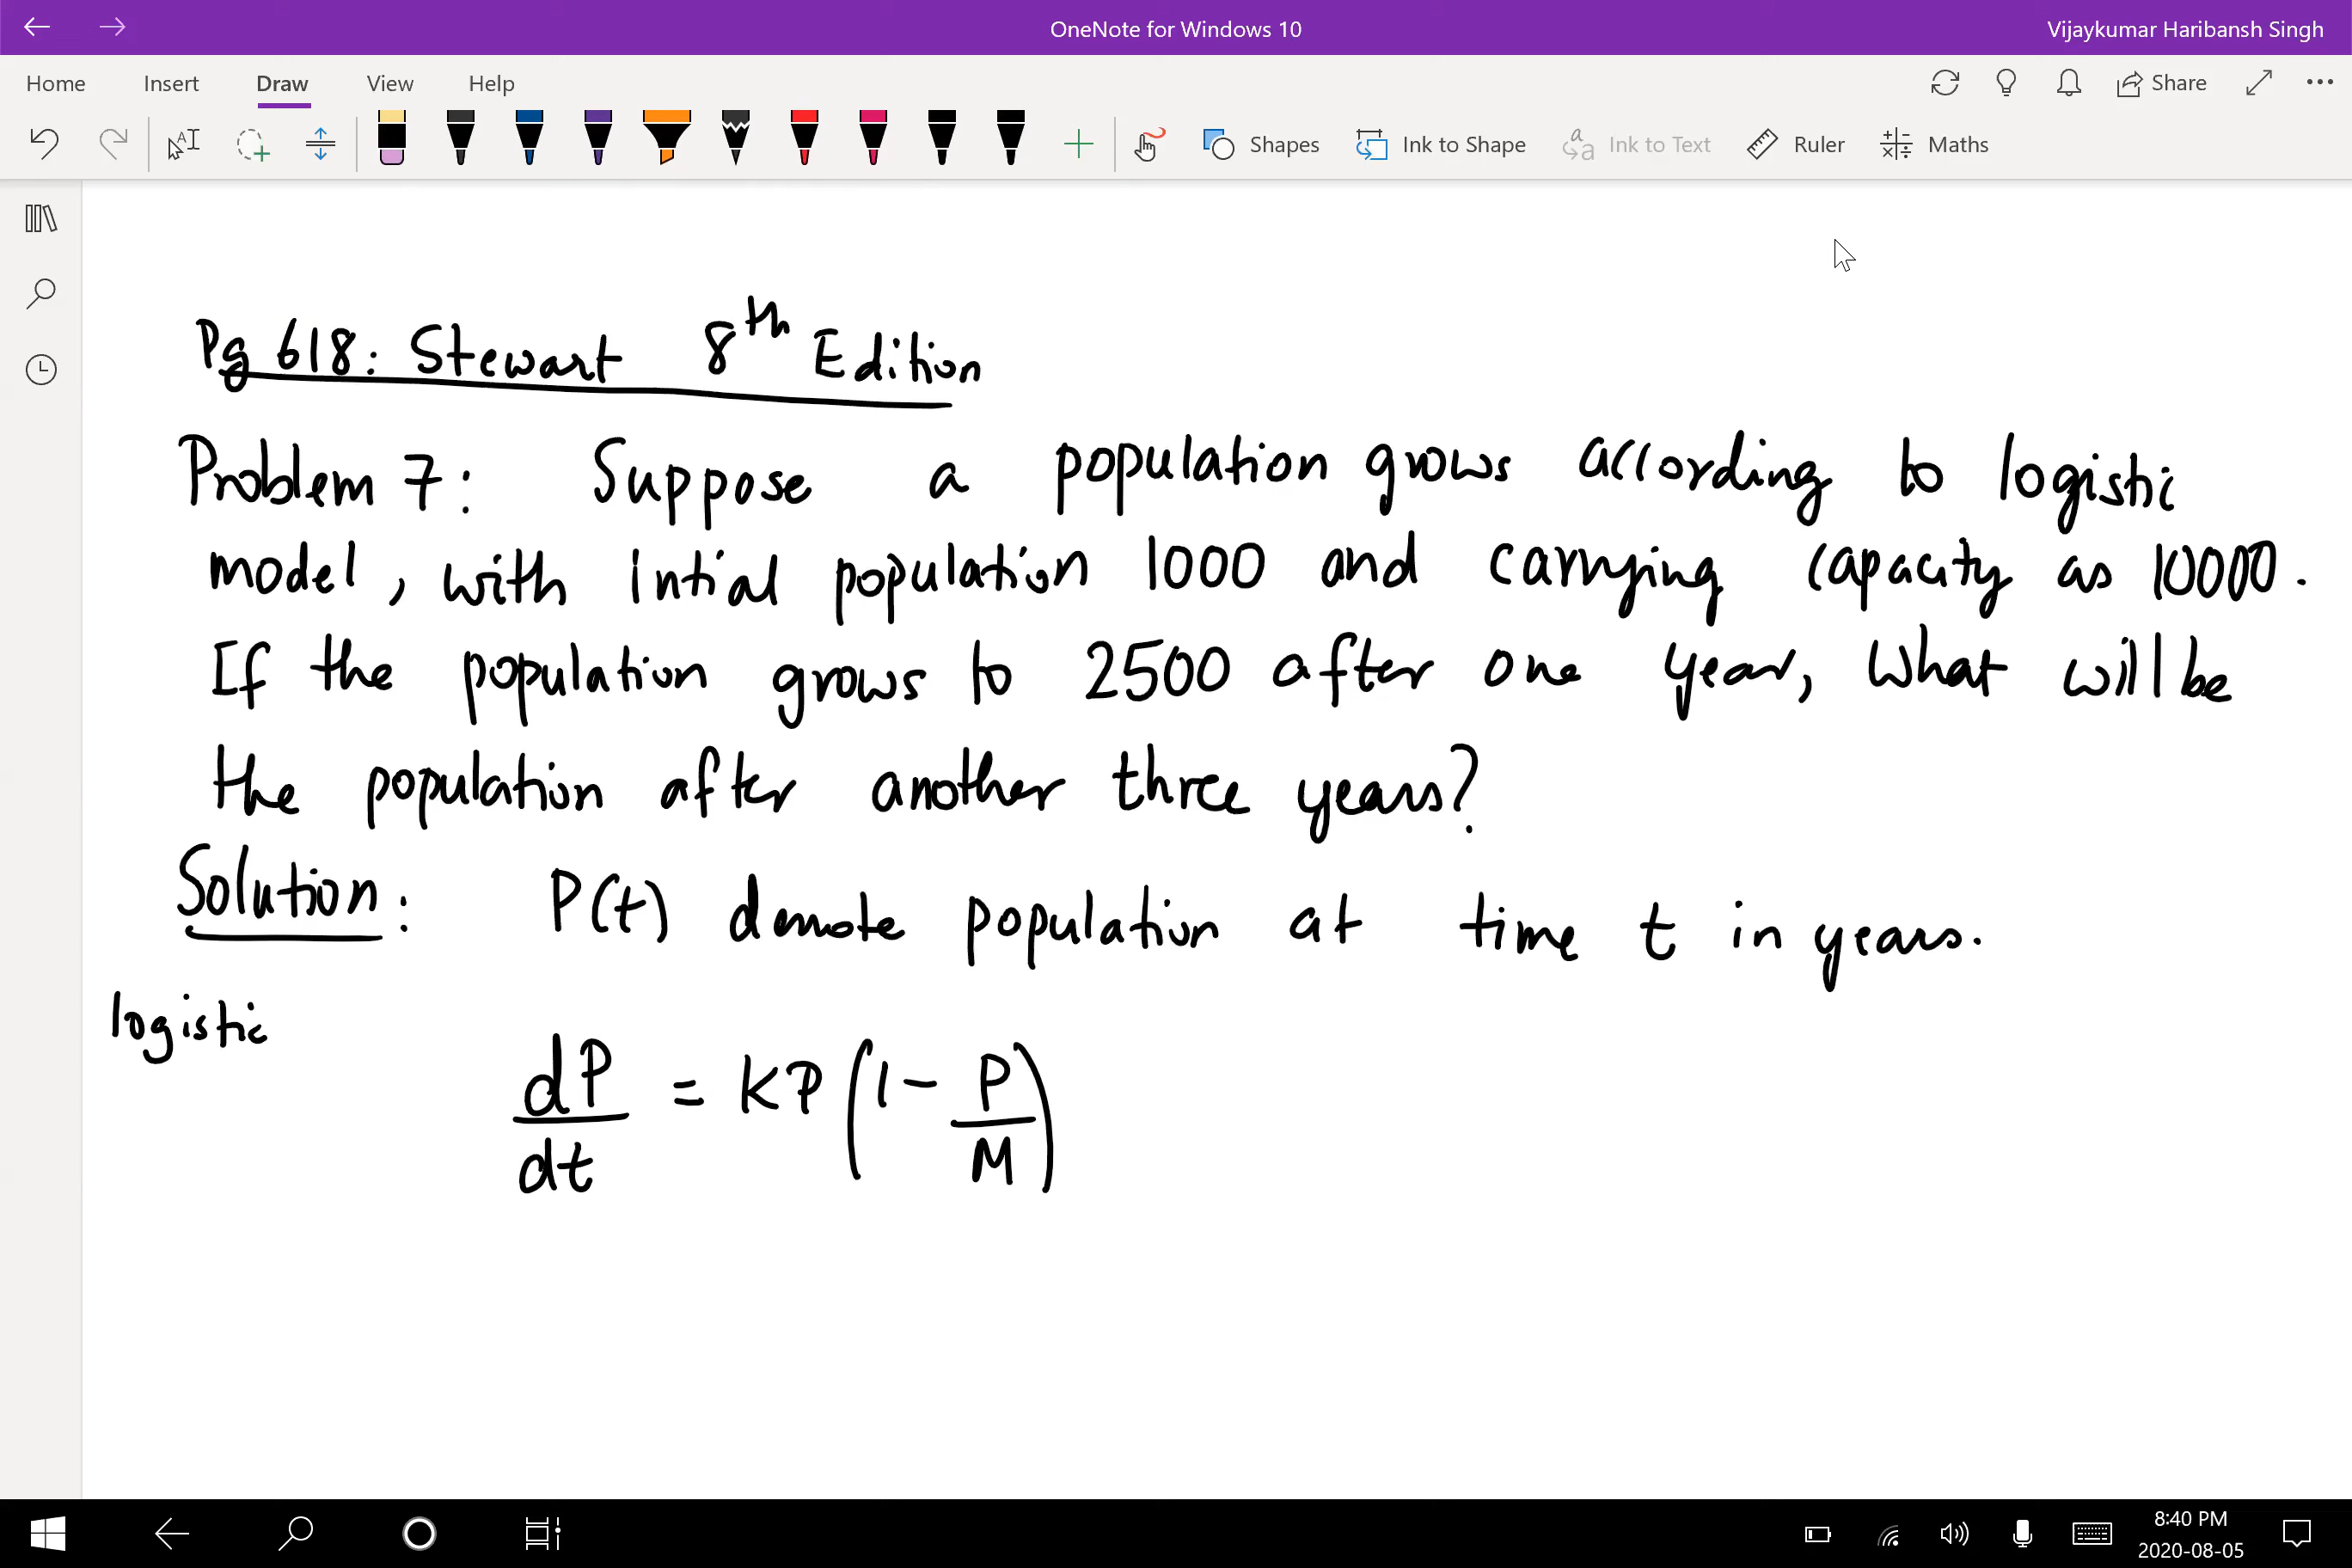 OneNote for Windows 10
Vijaykumar Haribansh Singh
Home Insert Draw View Help Share
Shapes Ink to Shape Ink to Text Ruler Maths
Pg 618: Stewart 8th Edition
Problem 7: Suppose a population grows according to logistic
model, with Intial population 1000 and carrying capacity as 10000.
If the population grows to 2500 after one year, What will be
the population after another three years?
Solution: P(t) denote population at time t in years.
logistic
dP/dt = KP(1 - P/M)
8:40 PM
2020-08-05